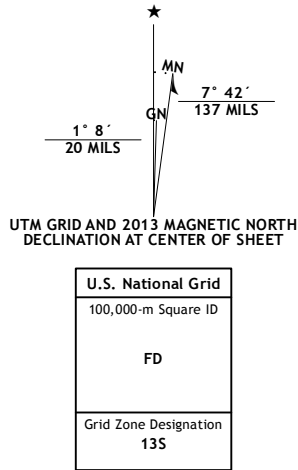 ★
MN
7° 42´
137 MILS
GN
1° 8´
20 MILS
UTM GRID AND 2013 MAGNETIC NORTH
DECLINATION AT CENTER OF SHEET
U.S. National Grid
100,000-m Square ID
FD
Grid Zone Designation
13S